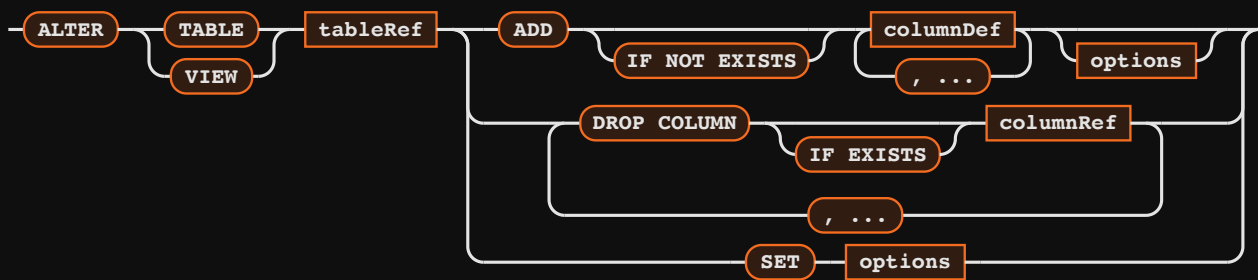 ALTER TABLE tableRef ADD columnDef
VIEW IF NOT EXISTS , ... options
DROP COLUMN columnRef
IF EXISTS
, ...
SET options